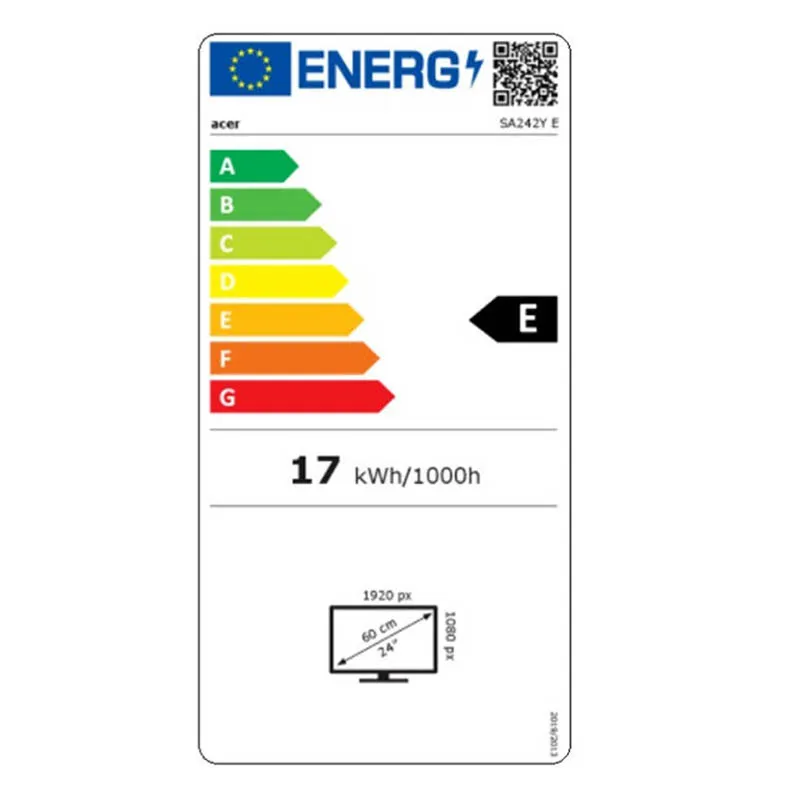 ENERG
acer
SA242Y E
A
B
C
D
E
E
F
G
17 kWh/1000h
1920 px
1080 px
60 cm
24"
2019/2013